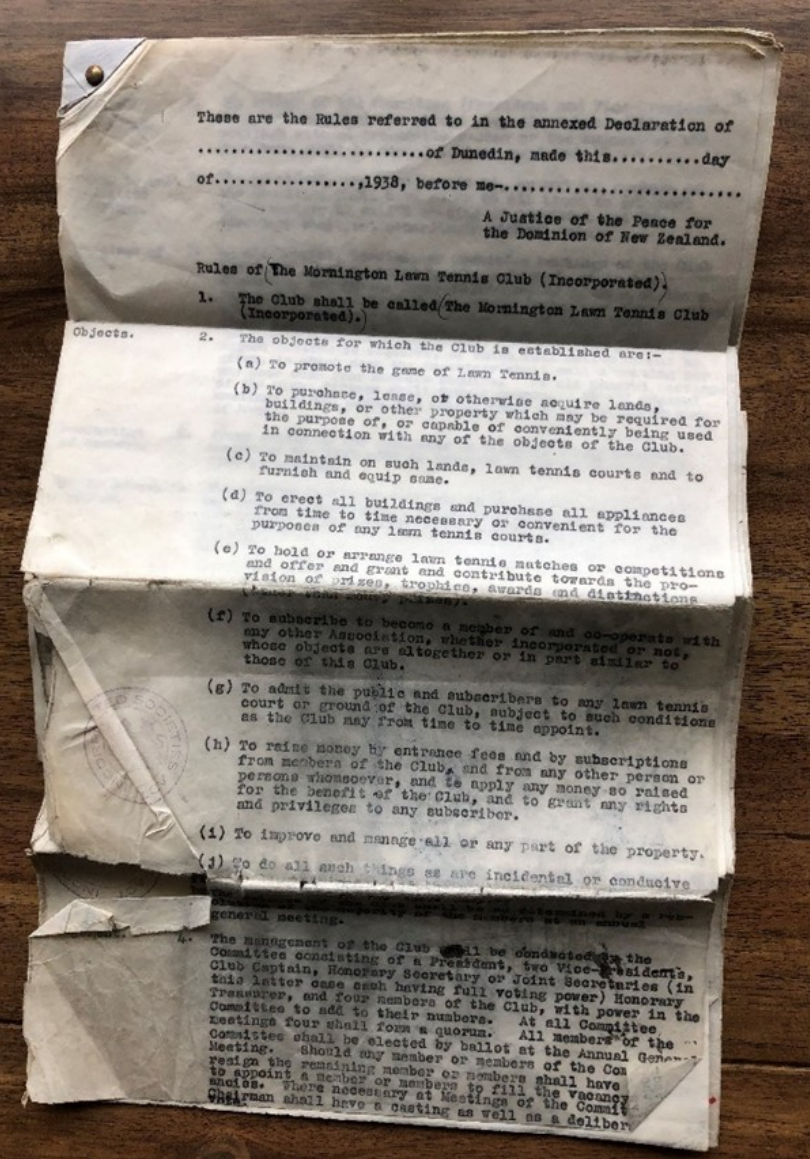 These are the Rules referred to in the annexed Declaration of
............................of Dunedin, made this..........day
of.................,1938, before me-.............................
A Justice of the Peace for
the Dominion of New Zealand.
Rules of (The Mornington Lawn Tennis Club (Incorporated).)
1. The Club shall be called (The Mornington Lawn Tennis Club
(Incorporated).)
Objects. 2. The objects for which the Club is established are:-
(a) To promote the game of Lawn Tennis.
(b) To purchase, lease, or otherwise acquire lands,
buildings, or other property which may be required for
the purpose of, or capable of conveniently being used
in connection with any of the objects of the Club.
(c) To maintain on such lands, lawn tennis courts and to
furnish and equip same.
(d) To erect all buildings and purchase all appliances
from time to time necessary or convenient for the
purposes of any lawn tennis courts.
(e) To hold or arrange lawn tennis matches or competitions
and offer and grant and contribute towards the pro-
vision of prizes, trophies, awards and distinctions
(other than money prizes).
(f) To subscribe to become a member of and co-operate with
any other Association, whether incorporated or not,
whose objects are altogether or in part similar to
those of this Club.
(g) To admit the public and subscribers to any lawn tennis
court or ground of the Club, subject to such conditions
as the Club may from time to time appoint.
(h) To raise money by entrance fees and by subscriptions
from members of the Club, and from any other person or
persons whomsoever, and to apply any money so raised
for the benefit of the Club, and to grant any rights
and privileges to any subscriber.
(i) To improve and manage all or any part of the property.
(j) To do all such things as are incidental or conducive
general meeting.
4. The management of the Club shall be conducted by the
Committee consisting of a President, two Vice-Presidents,
Club Captain, Honorary Secretary or Joint Secretaries (in
this latter case each having full voting power) Honorary
Treasurer, and four members of the Club, with power in the
Committee to add to their numbers. At all Committee
meetings four shall form a quorum. All members of the
Committee shall be elected by ballot at the Annual General
Meeting. Should any member or members of the Com
resign the remaining member or members shall have
to appoint a member or members to fill the vacancy
ancies. Where necessary at Meetings of the Commit
Chairman shall have a casting as well as a deliber